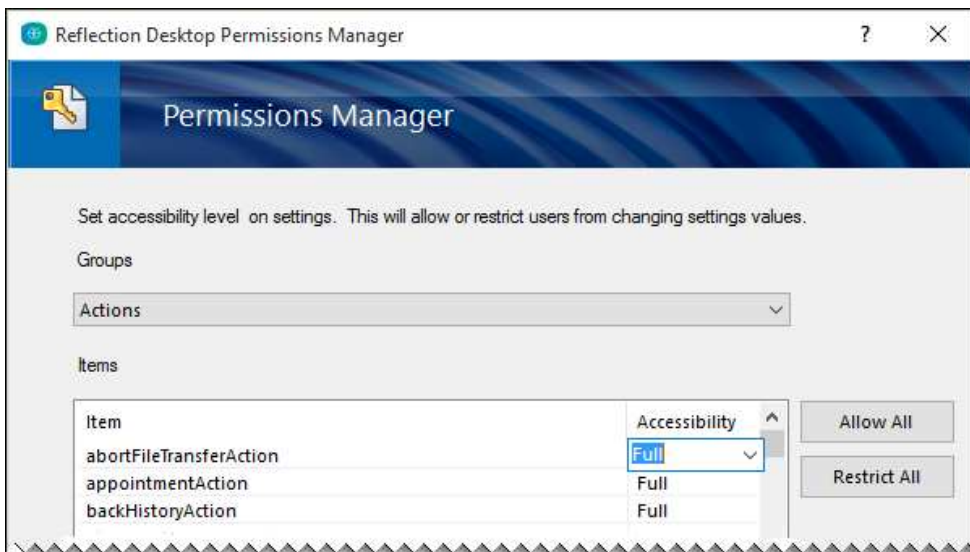 Reflection Desktop Permissions Manager ?
Permissions Manager
Set accessibility level on settings. This will allow or restrict users from changing settings values.
Groups
Actions
Items
Item Accessibility Allow All
abortFileTransferAction Full
appointmentAction Full Restrict All
backHistoryAction Full